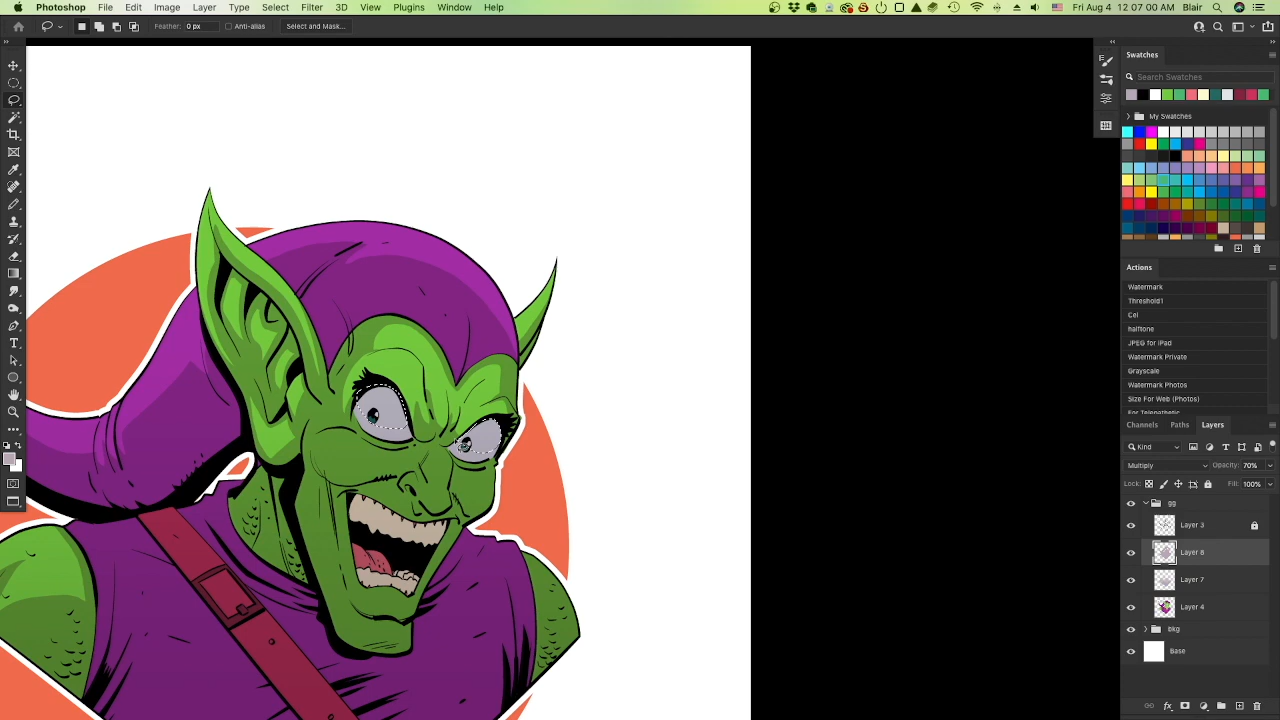 Photoshop File Edit Image Layer Type Select Filter 3D View Plugins Window Help Fri Aug 4 12:07:00 AM Blair
Feather: 0 px Anti-alias Select and Mask...
Swatches
Search Swatches
My Swatches
Actions
Watermark
Threshold1
Cel
halftone
JPEG for iPad
Watermark Private
Grayscale
Watermark Photos
Size For Web (Photos)
For Telepathetic
Channels Paths Layers
Kind
Multiply Opacity: 70%
Lock: Fill: 100%
gg
Layer 3
Layer 8
Layer 7
Layer 4
bkg
Base